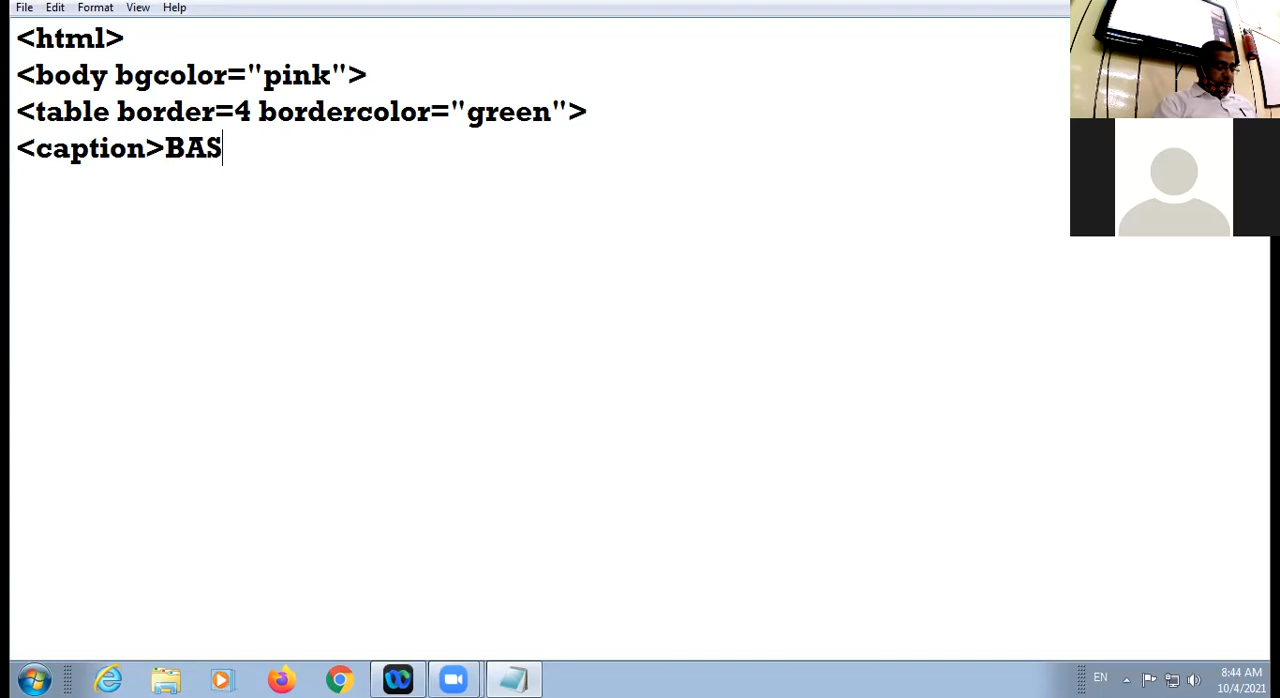 File Edit Format View Help
<html>
<body bgcolor="pink">
<table border=4 bordercolor="green">
<caption>BAS
EN
8:44 AM
10/4/2021